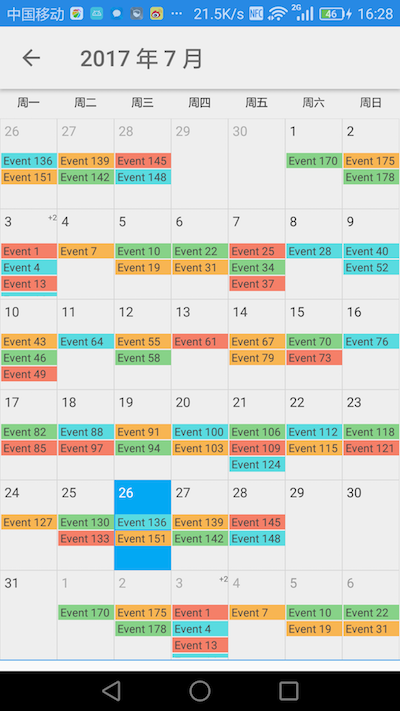 中国移动 ··· 21.5K/s NFC 2G 46 16:28
2017 年 7 月
周一 周二 周三 周四 周五 周六 周日
26 27 28 29 30 1 2
Event 136 Event 139 Event 145 Event 170 Event 175
Event 151 Event 142 Event 148 Event 178
3 +2 4 5 6 7 8 9
Event 1 Event 7 Event 10 Event 22 Event 25 Event 28 Event 40
Event 4 Event 19 Event 31 Event 34 Event 52
Event 13 Event 37
10 11 12 13 14 15 16
Event 43 Event 64 Event 55 Event 61 Event 67 Event 70 Event 76
Event 46 Event 58 Event 79 Event 73
Event 49
17 18 19 20 21 22 23
Event 82 Event 88 Event 91 Event 100 Event 106 Event 112 Event 118
Event 85 Event 97 Event 94 Event 103 Event 109 Event 115 Event 121
Event 124
24 25 26 27 28 29 30
Event 127 Event 130 Event 136 Event 139 Event 145
Event 133 Event 151 Event 142 Event 148
31 1 2 3 +2 4 5 6
Event 170 Event 175 Event 1 Event 7 Event 10 Event 22
Event 178 Event 4 Event 19 Event 31
Event 13